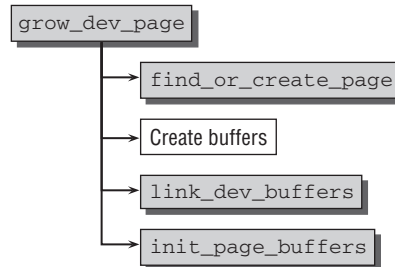 grow_dev_page
find_or_create_page
Create buffers
link_dev_buffers
init_page_buffers